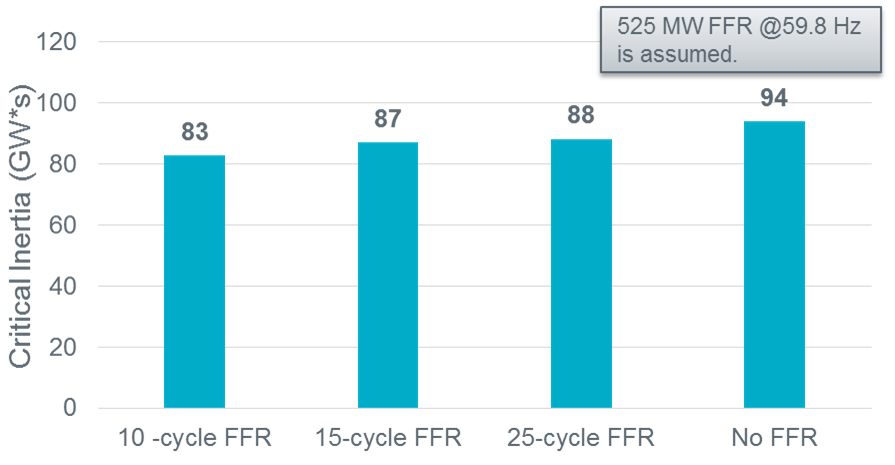 525 MW FFR @59.8 Hz
is assumed.
Critical Inertia (GW*s)
120
100
80
60
40
20
0
83
87
88
94
10 -cycle FFR
15-cycle FFR
25-cycle FFR
No FFR